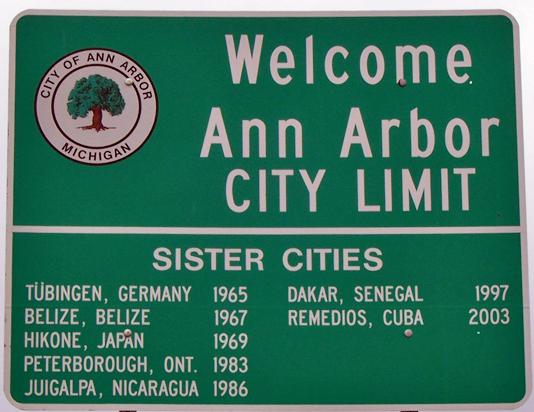 CITY OF ANN ARBOR
MICHIGAN
Welcome
Ann Arbor
CITY LIMIT
SISTER CITIES
TÜBINGEN, GERMANY 1965
BELIZE, BELIZE 1967
HIKONE, JAPAN 1969
PETERBOROUGH, ONT. 1983
JUIGALPA, NICARAGUA 1986
DAKAR, SENEGAL 1997
REMEDIOS, CUBA 2003